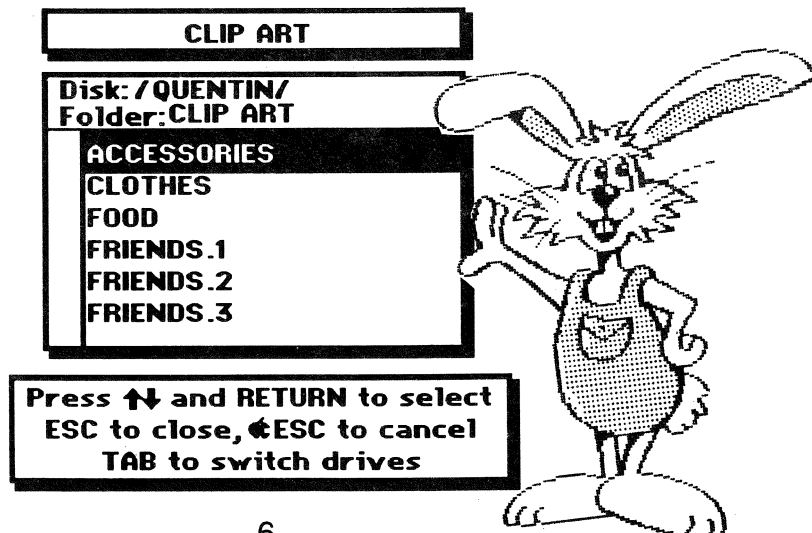 CLIP ART
Disk:/QUENTIN/
Folder:CLIP ART
ACCESSORIES
CLOTHES
FOOD
FRIENDS.1
FRIENDS.2
FRIENDS.3
Press ↑↓ and RETURN to select
ESC to close, ESC to cancel
TAB to switch drives
6